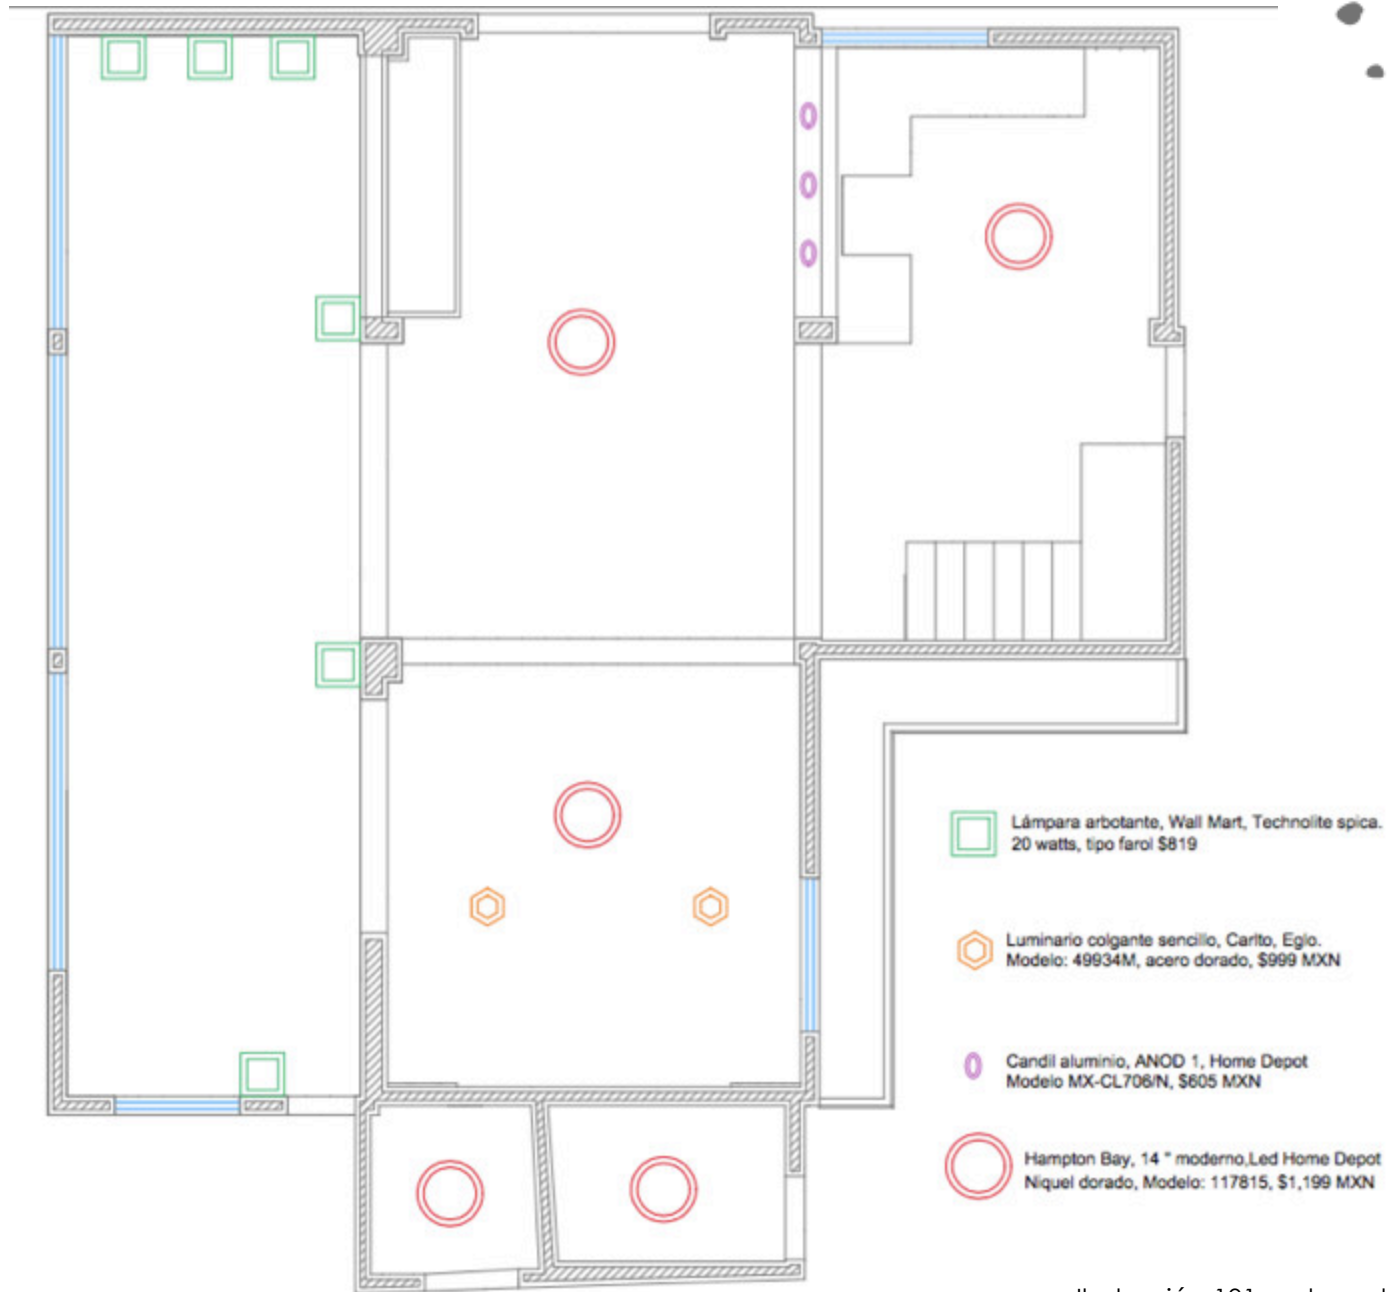 Lámpara arbotante, Wall Mart, Technolite spica.
20 watts, tipo farol $819
Luminario colgante sencillo, Carlto, Eglo.
Modelo: 49934M, acero dorado, $999 MXN
Candil aluminio, ANOD 1, Home Depot
Modelo MX-CL706/N, $605 MXN
Hampton Bay, 14 " moderno,Led Home Depot
Niquel dorado, Modelo: 117815, $1,199 MXN